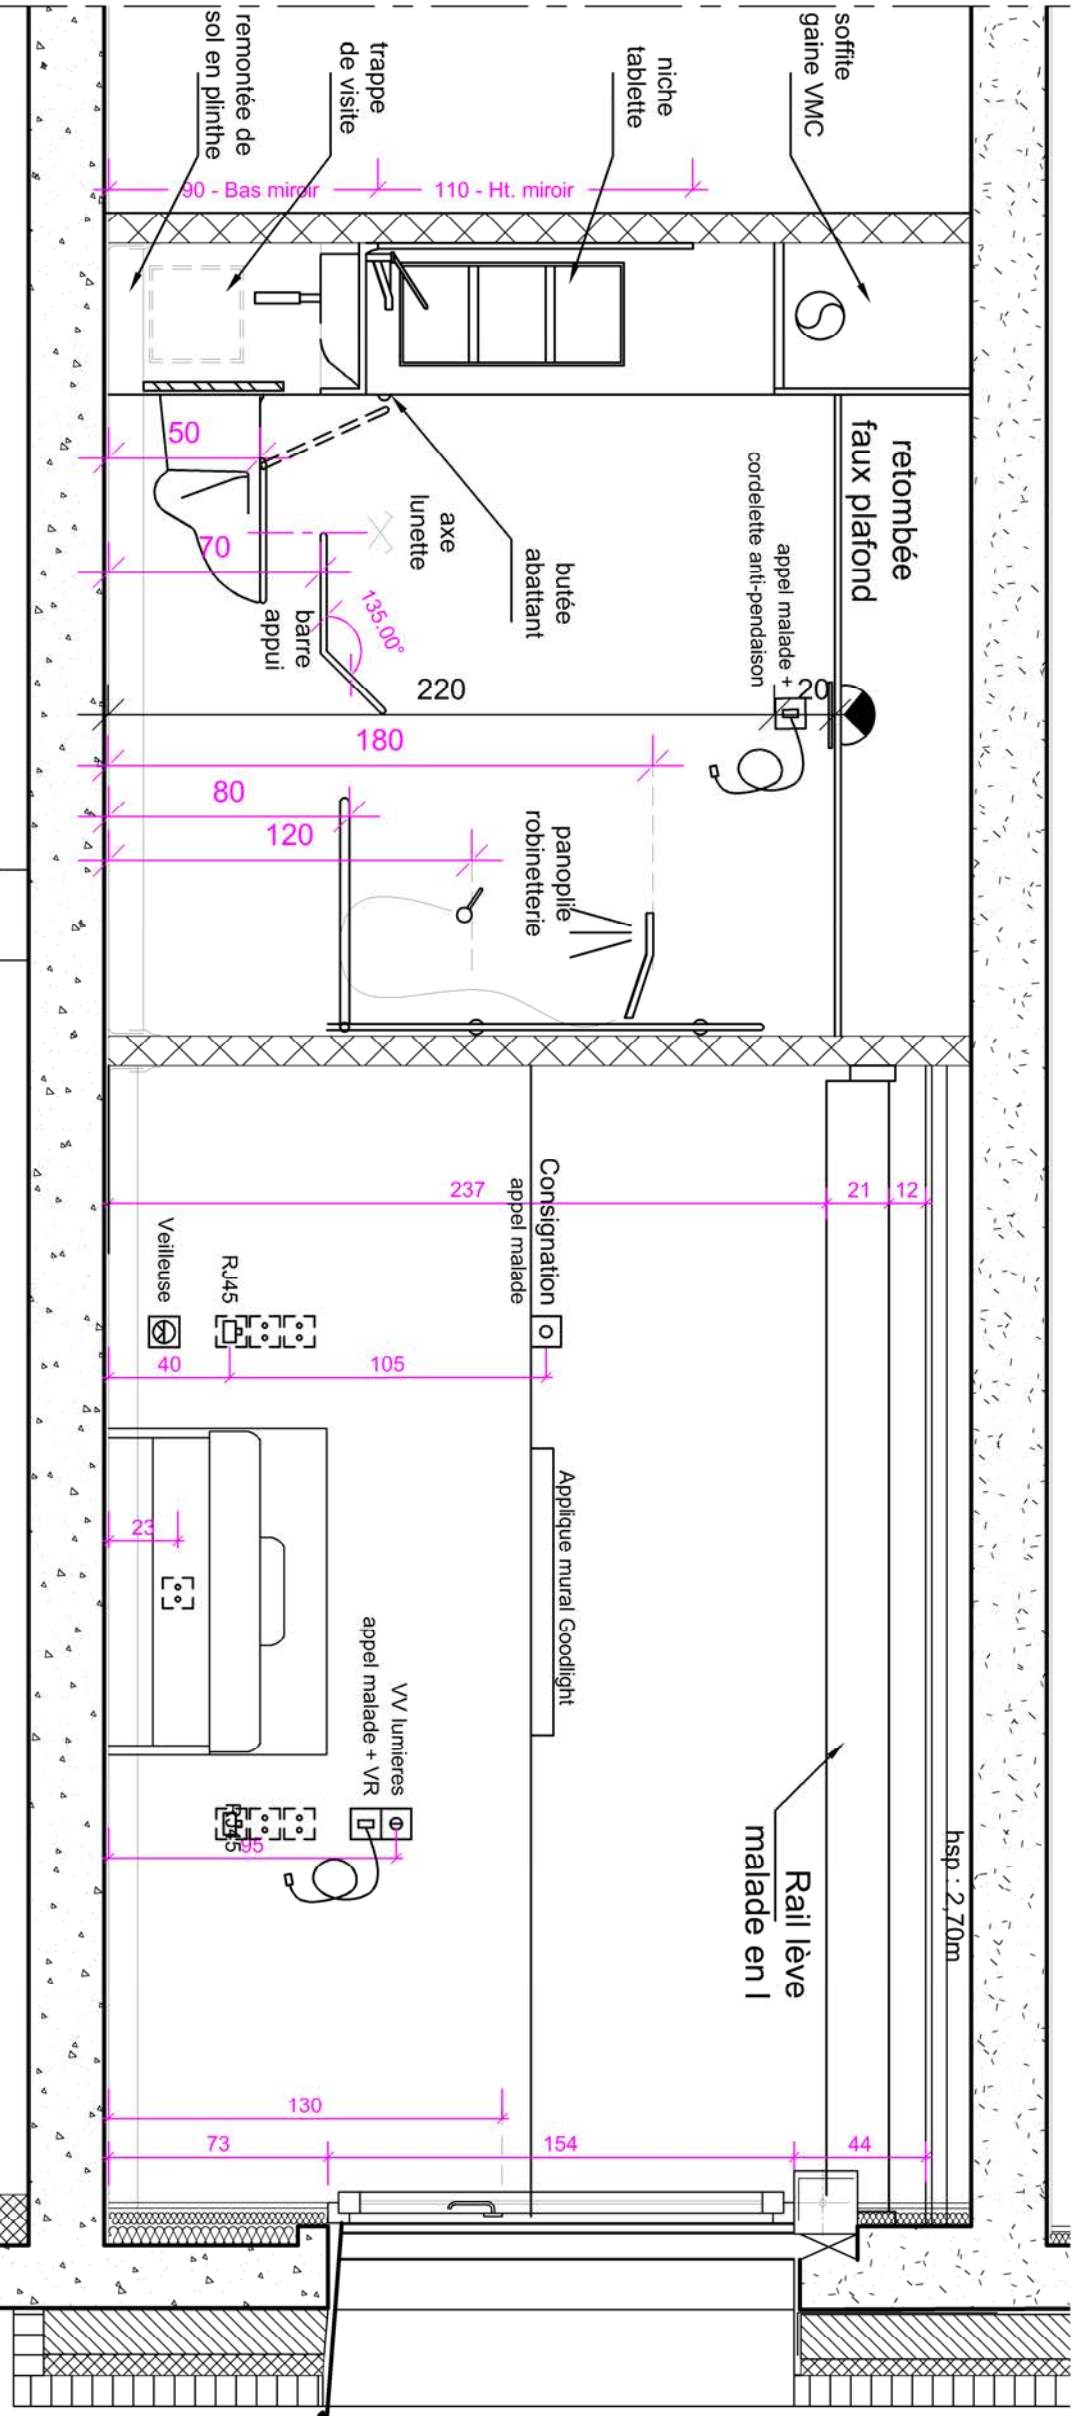 soffite
gaine VMC
niche
tablette
trappe
de visite
remontée de
sol en plinthe
90 - Bas miroir
110 - Ht. miroir
retombée
faux plafond
appel malade +
cordelette anti-pendaison
20
butée
abattant
axe
lunette
50
70
135.00°
barre
appui
220
180
80
120
panoplie
robinetterie
237
21
12
Consignation
appel malade
RJ45
Veilleuse
40
105
Applique mural Goodlight
23
VV lumieres
appel malade + VR
RJ45
95
Rail lève
malade en I
hsp : 2,70m
130
73
154
44